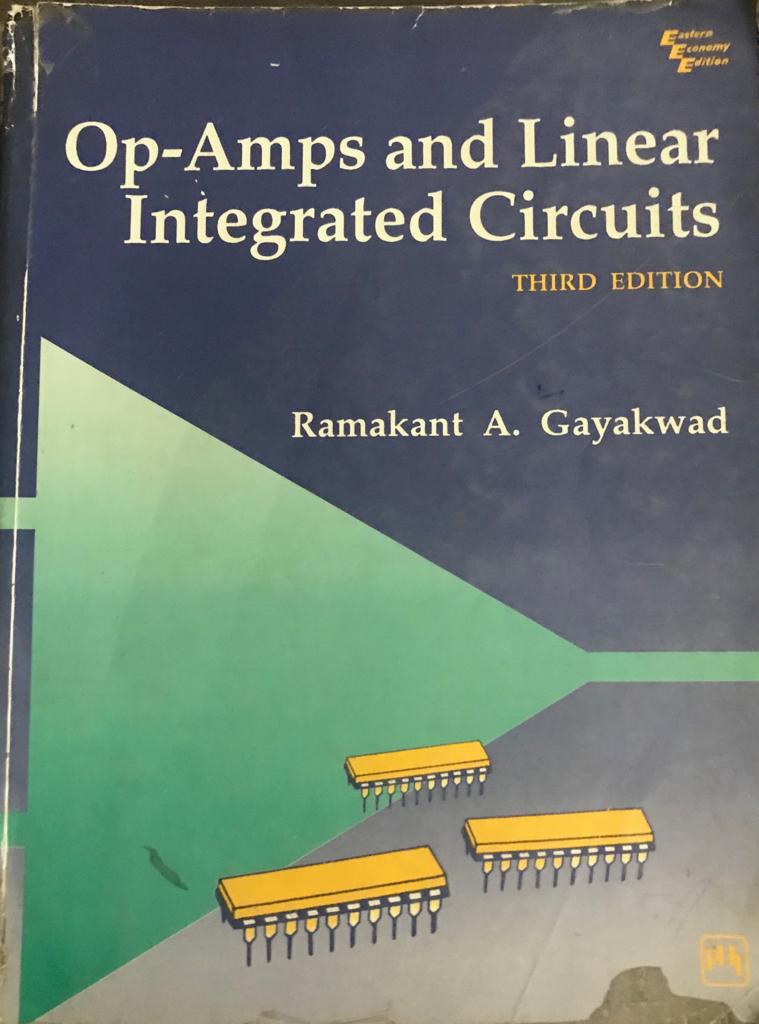 Eastern
Economy
Edition
Op-Amps and Linear
Integrated Circuits
THIRD EDITION
Ramakant A. Gayakwad